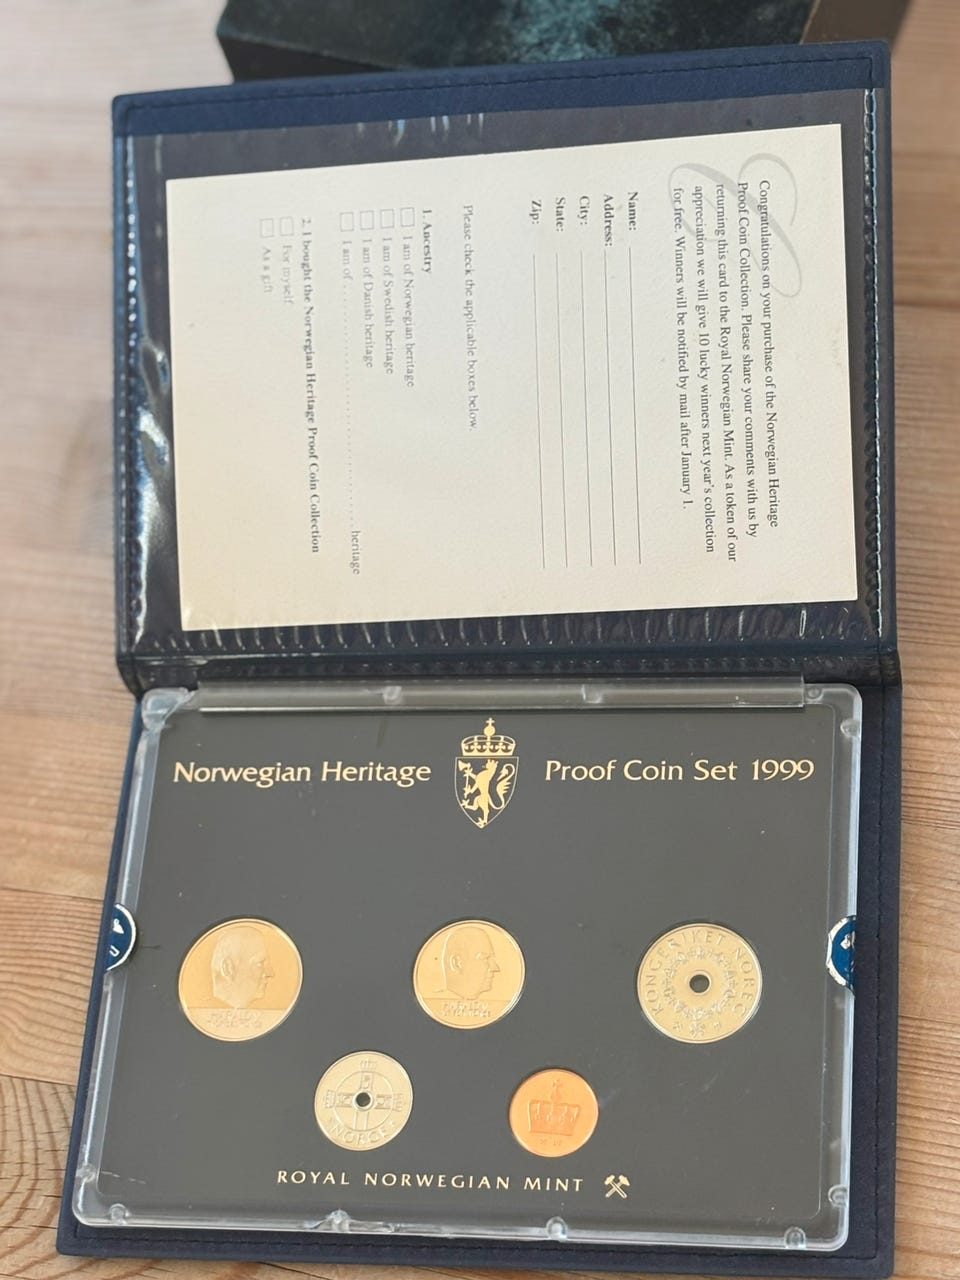 Congratulations on your purchase of the Norwegian Heritage
Proof Coin Collection. Please share your comments with us by
returning this card to the Royal Norwegian Mint. As a token of our
appreciation we will give 10 lucky winners next year's collection
for free. Winners will be notified by mail after January 1.
Name:
Address:
City:
State:
Zip:
Please check the applicable boxes below.
1. Ancestry
I am of Norwegian heritage
I am of Swedish heritage
I am of Danish heritage
I am of ........................................ heritage
2. I bought the Norwegian Heritage Proof Coin Collection
For myself
As a gift
Norwegian Heritage Proof Coin Set 1999
HARALD V
HARALD V
KONGERIKET NORGE
NORGE
ROYAL NORWEGIAN MINT